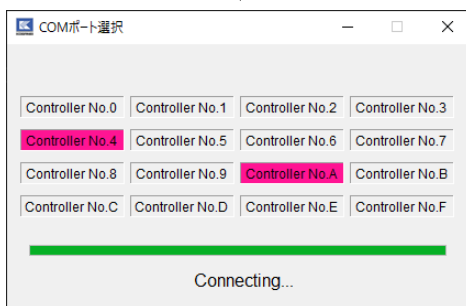 COMポート選択
Controller No.0 Controller No.1 Controller No.2 Controller No.3
Controller No.4 Controller No.5 Controller No.6 Controller No.7
Controller No.8 Controller No.9 Controller No.A Controller No.B
Controller No.C Controller No.D Controller No.E Controller No.F
Connecting...